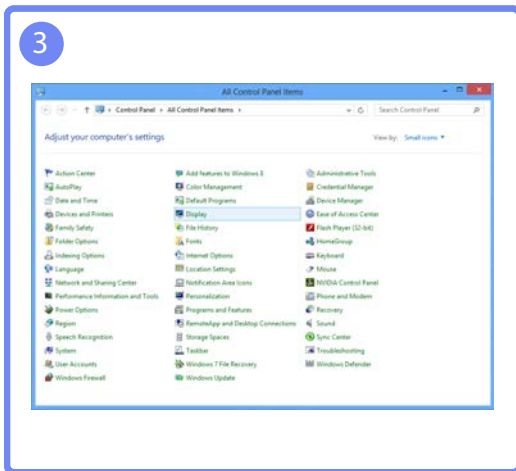 3
All Control Panel Items
Control Panel All Control Panel Items
Search Control Panel
Adjust your computer's settings
View by: Small icons
Action Center
Add features to Windows 8
Administrative Tools
AutoPlay
Color Management
Credential Manager
Date and Time
Default Programs
Device Manager
Devices and Printers
Display
Ease of Access Center
Family Safety
File History
Flash Player (32-bit)
Folder Options
Fonts
HomeGroup
Indexing Options
Internet Options
Keyboard
Language
Location Settings
Mouse
Network and Sharing Center
Notification Area Icons
NVIDIA Control Panel
Performance Information and Tools
Personalization
Phone and Modem
Power Options
Programs and Features
Recovery
Region
RemoteApp and Desktop Connections
Sound
Speech Recognition
Storage Spaces
Sync Center
System
Taskbar
Troubleshooting
User Accounts
Windows 7 File Recovery
Windows Defender
Windows Firewall
Windows Update